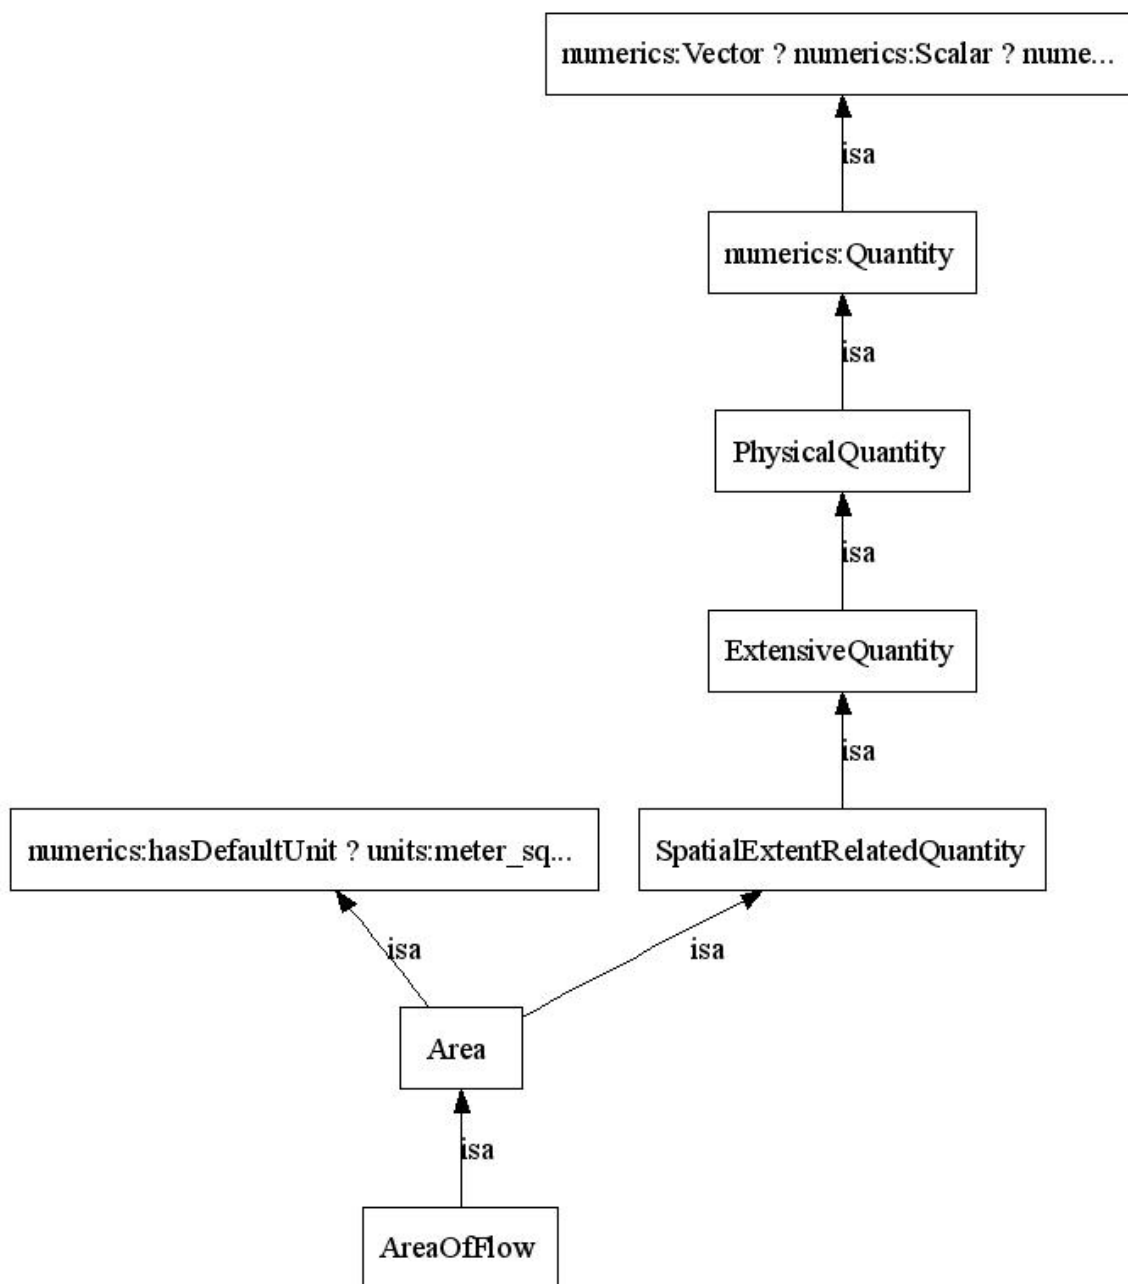 numerics:Vector ? numerics:Scalar ? nume...
isa
numerics:Quantity
isa
PhysicalQuantity
isa
ExtensiveQuantity
isa
numerics:hasDefaultUnit ? units:meter_sq...
SpatialExtentRelatedQuantity
isa
isa
Area
isa
AreaOfFlow